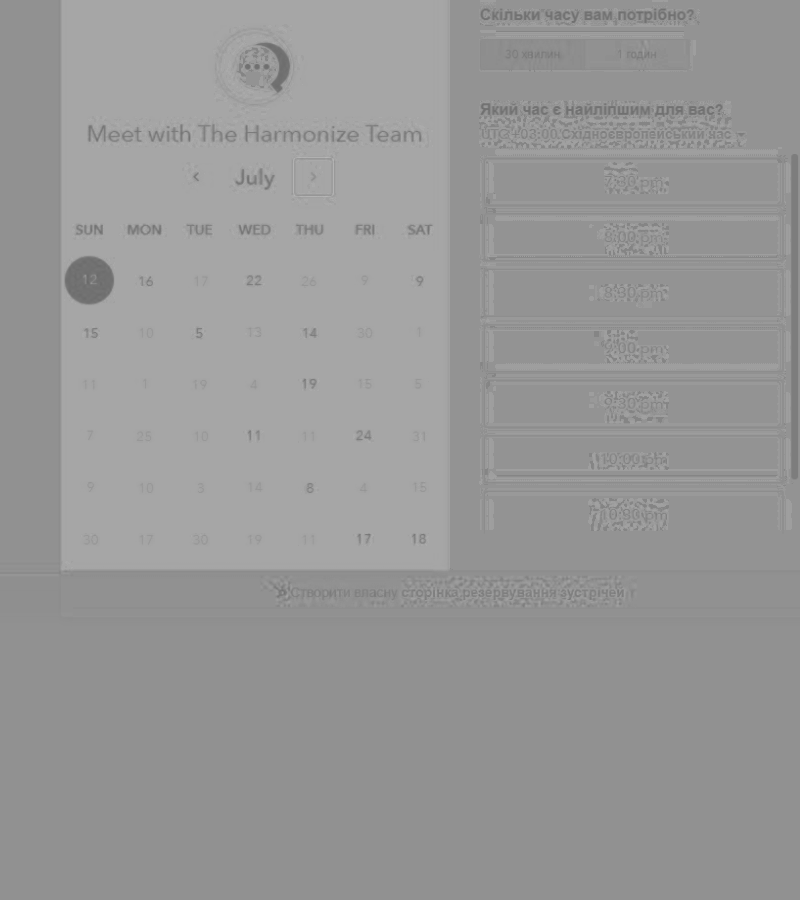 Meet with The Harmonize Team
‹ July ›
SUN MON TUE WED THU FRI SAT
12 16 17 22 26 9 9
15 10 5 13 14 30 1
11 1 19 4 19 15 5
7 25 10 11 11 24 31
9 10 3 14 8 4 15
30 17 30 19 11 17 18
Скільки часу вам потрібно?
30 хвилин 1 годин
Який час є найліпшим для вас?
UTC+03:00 Східноєвропейський час
7:30 pm
8:00 pm
8:30 pm
9:00 pm
9:30 pm
10:00 pm
10:30 pm
Створити власну сторінка резервування зустрічей